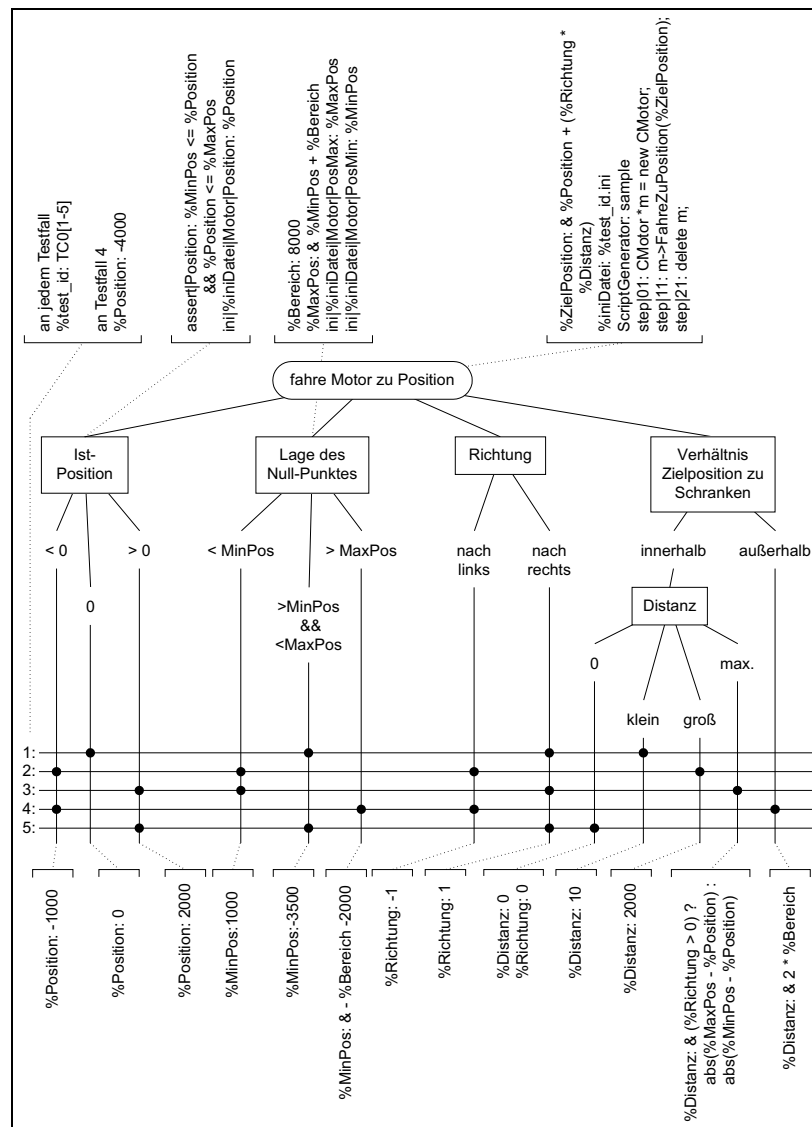 an jedem Testfall
%test_id: TC0[1-5]
an Testfall 4
%Position: -4000
assert|Position: %MinPos <= %Position
&& %Position <= %MaxPos
ini|%iniDatei|Motor|Position: %Position
%Bereich: 8000
%MaxPos: & %MinPos + %Bereich
ini|%iniDatei|Motor|PosMax: %MaxPos
ini|%iniDatei|Motor|PosMin: %MinPos
%ZielPosition: & %Position + (%Richtung *
%Distanz)
%iniDatei: %test_id.ini
ScriptGenerator: sample
step|01: CMotor *m = new CMotor;
step|11: m->FahreZuPosition(%ZielPosition);
step|21: delete m;
fahre Motor zu Position
Ist-
Position
Lage des
Null-Punktes
Richtung
Verhältnis
Zielposition zu
Schranken
< 0
> 0
< MinPos
> MaxPos
nach
links
nach
rechts
innerhalb
außerhalb
0
>MinPos
&&
<MaxPos
Distanz
0
max.
klein
groß
1:
2:
3:
4:
5:
%Position: -1000
%Position: 0
%Position: 2000
%MinPos:1000
%MinPos:-3500
%MinPos: & - %Bereich -2000
%Richtung: -1
%Richtung: 1
%Distanz: 0
%Richtung: 0
%Distanz: 10
%Distanz: 2000
%Distanz: & (%Richtung > 0) ?
abs(%MaxPos - %Position) :
abs(%MinPos - %Position)
%Distanz: & 2 * %Bereich